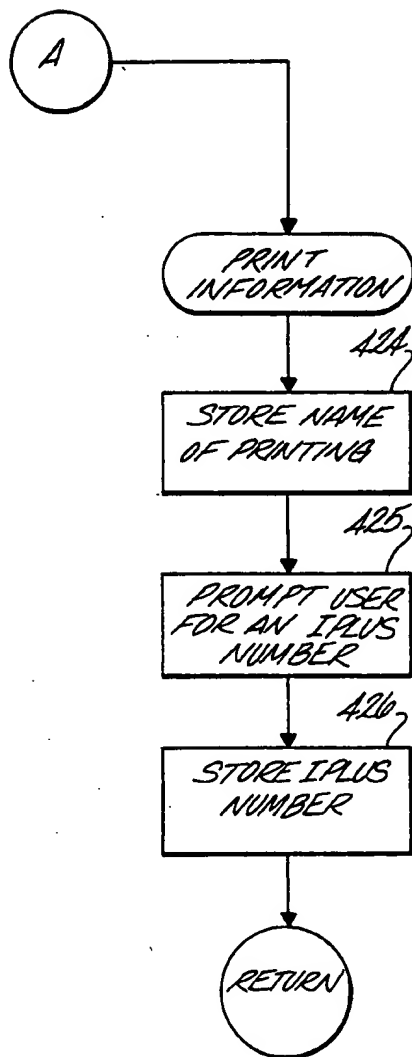 A
PRINT
INFORMATION
424
STORE NAME
OF PRINTING
425
PROMPT USER
FOR AN IPLUS
NUMBER
426
STORE IPLUS
NUMBER
RETURN